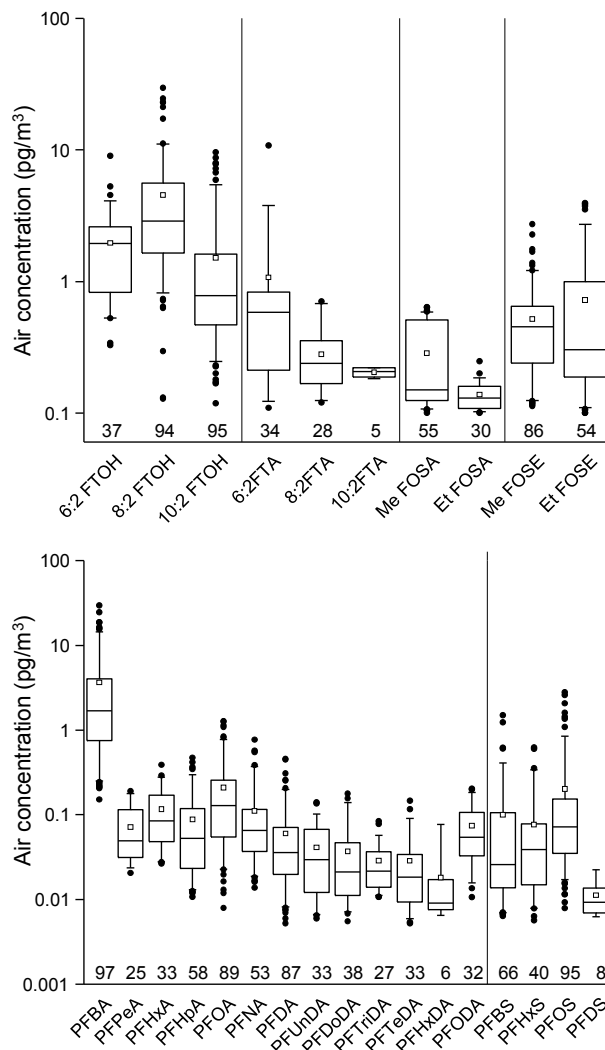 100
10
1
0.1
Air concentration (pg/m³)
37 94 95 34 28 5 55 30 86 54
6:2 FTOH 8:2 FTOH 10:2 FTOH 6:2FTA 8:2FTA 10:2FTA Me FOSA Et FOSA Me FOSE Et FOSE
100
10
1
0.1
0.01
0.001
Air concentration (pg/m³)
97 25 33 58 89 53 87 33 38 27 33 6 32 66 40 95 8
PFBA PFPeA PFHxA PFHpA PFOA PFNA PFDA PFUnDA PFDoDA PFTriDA PFTeDA PFHxDA PFODA PFBS PFHxS PFOS PFDS